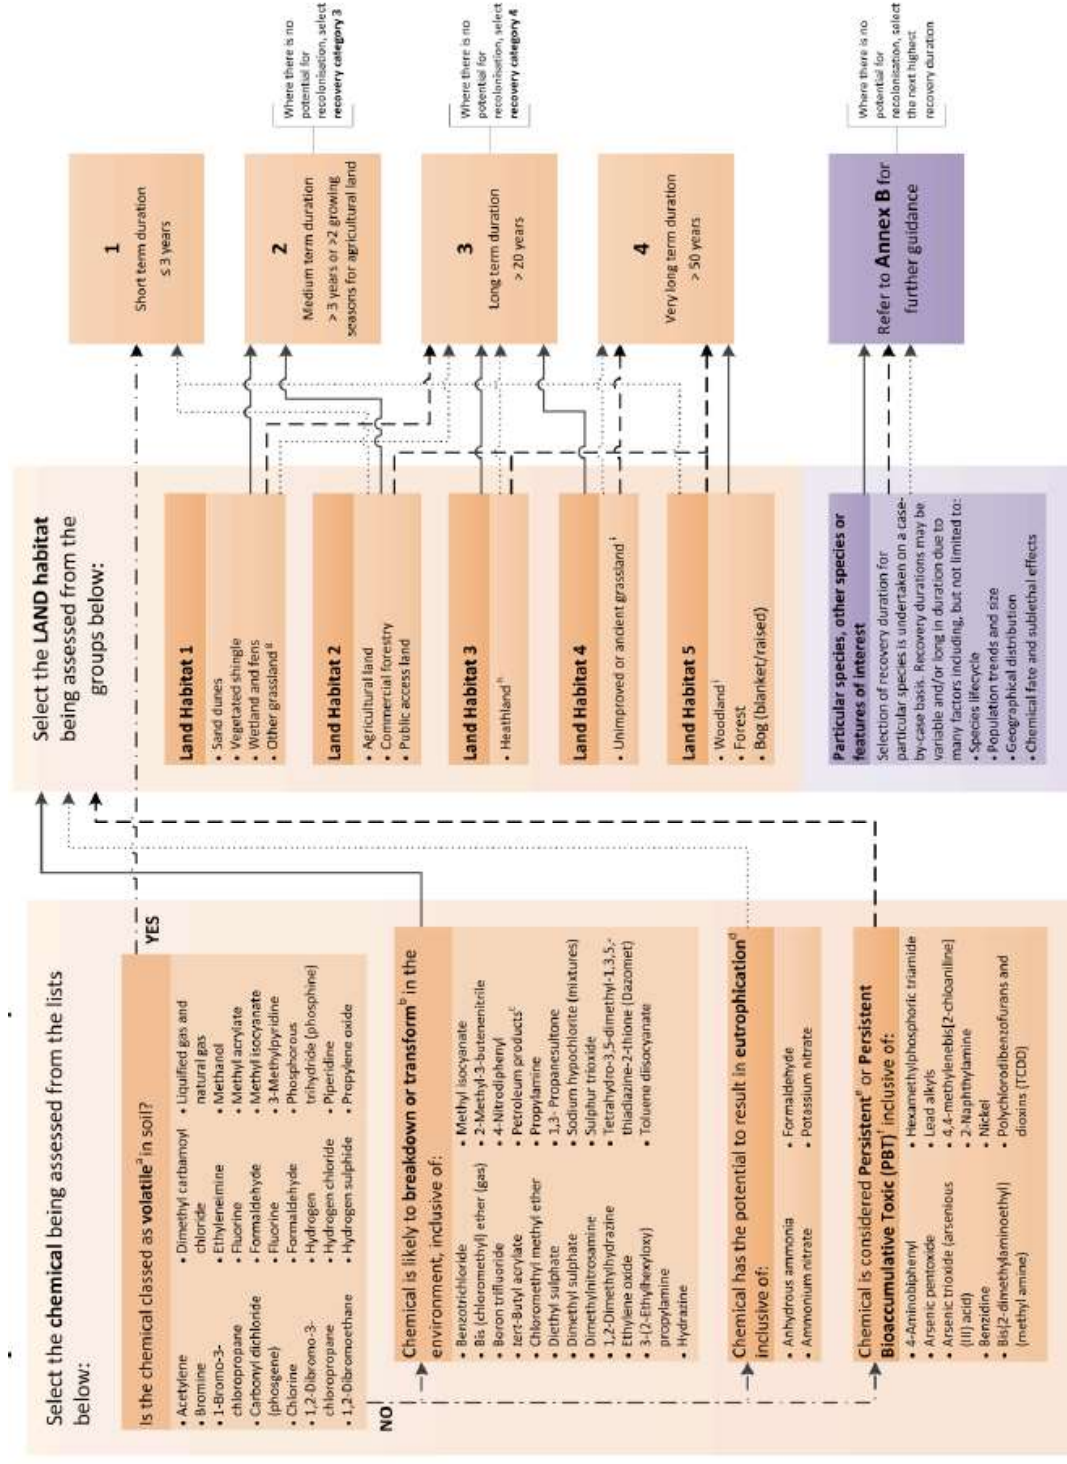 Select the chemical being assessed from the lists
below:
Is the chemical classed as volatileᵃ in soil?
• Acetylene
• Bromine
• 1-Bromo-3-
chloropropane
• Carbonyl dichloride
(phosgene)
• Chlorine
• 1,2-Dibromo-3-
chloropropane
• 1,2-Dibromoethane
• Dimethyl carbamoyl
chloride
• Ethyleneimine
• Fluorine
• Formaldehyde
• Fluorine
• Formaldehyde
• Hydrogen
• Hydrogen chloride
• Hydrogen sulphide
• Liquified gas and
natural gas
• Methanol
• Methyl acrylate
• Methyl isocyanate
• 3-Methylpyridine
• Phosphorous
trihydride (phosphine)
• Piperidine
• Propylene oxide
YES
NO
Chemical is likely to breakdown or transformᵇ in the
environment, inclusive of:
• Benzotrichloride
• Bis (chloromethyl) ether (gas)
• Boron trifluoride
• tert-Butyl acrylate
• Chloromethyl methyl ether
• Diethyl sulphate
• Dimethyl sulphate
• Dimethylnitrosamine
• 1,2-Dimethylhydrazine
• Ethylene oxide
• 3-(2-Ethylhexyloxy)
propylamine
• Hydrazine
• Methyl isocyanate
• 2-Methyl-3-butenenitrile
• 4-Nitrodiphenyl
• Petroleum productsᶜ
• Propylamine
• 1,3- Propanesultone
• Sodium hypochlorite (mixtures)
• Sulphur trioxide
• Tetrahydro-3,5-dimethyl-1,3,5,-
thiadiazine-2-thione (Dazomet)
• Toluene diisocyanate
Chemical has the potential to result in eutrophicationᵈ
inclusive of:
• Anhydrous ammonia
• Ammonium nitrate
• Formaldehyde
• Potassium nitrate
Chemical is considered Persistentᵉ or Persistent
Bioaccumulative Toxic (PBT)ᶠ inclusive of:
• 4-Aminobiphenyl
• Arsenic pentoxide
• Arsenic trioxide (arsenious
(III) acid)
• Benzidine
• Bis(2-dimethylaminoethyl)
(methyl amine)
• Hexamethylphosphoric triamide
• Lead alkyls
• 4,4-methylenebis[2-chloaniline]
• 2-Naphthylamine
• Nickel
• Polychlorodibenzofurans and
dioxins (TCDD)
Select the LAND habitat
being assessed from the
groups below:
Land Habitat 1
• Sand dunes
• Vegetated shingle
• Wetland and fens
• Other grasslandᵍ
Land Habitat 2
• Agricultural land
• Commercial forestry
• Public access land
Land Habitat 3
• Heathlandʰ
Land Habitat 4
• Unimproved or ancient grasslandⁱ
Land Habitat 5
• Woodlandʲ
• Forest
• Bog (blanket/raised)
Particular species, other species or
features of interest
Selection of recovery duration for
particular species is undertaken on a case-
by-case basis. Recovery durations may be
variable and/or long in duration due to
many factors including, but not limited to:
• Species lifecycle
• Population trends and size
• Geographical distribution
• Chemical fate and sublethal effects
1
Short term duration
≤ 3 years
2
Medium term duration
> 3 years or >2 growing
seasons for agricultural land
3
Long term duration
> 20 years
4
Very long term duration
> 50 years
Refer to Annex B for
further guidance
Where there is no
potential for
recolonisation, select
recovery category 3
Where there is no
potential for
recolonisation, select
recovery category 4
Where there is no
potential for
recolonisation, select
the next highest
recovery duration